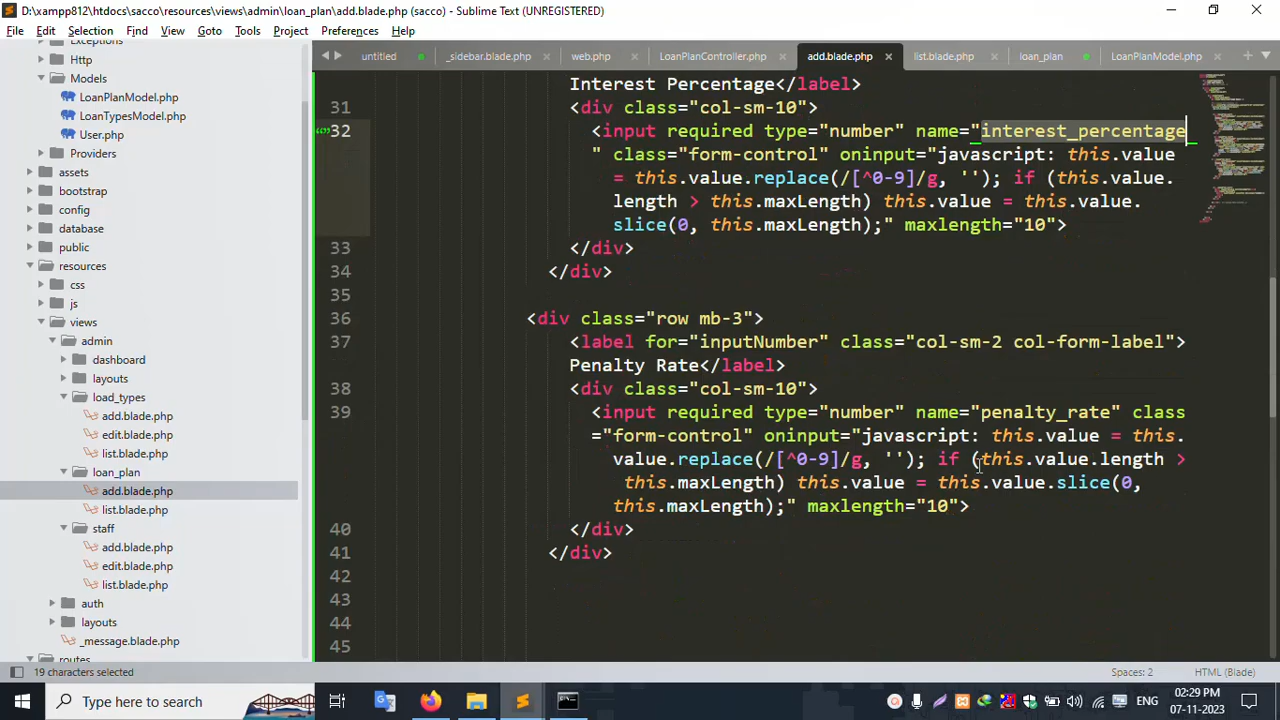 D:\xampp812\htdocs\sacco\resources\views\admin\loan_plan\add.blade.php (sacco) - Sublime Text (UNREGISTERED)
File Edit Selection Find View Goto Tools Project Preferences Help
untitled _sidebar.blade.php web.php LoanPlanController.php add.blade.php list.blade.php loan_plan LoanPlanModel.php
Exceptions
Http
Models
LoanPlanModel.php
LoanTypesModel.php
User.php
Providers
assets
bootstrap
config
database
public
resources
css
js
views
admin
dashboard
layouts
load_types
add.blade.php
edit.blade.php
list.blade.php
loan_plan
add.blade.php
list.blade.php
staff
add.blade.php
edit.blade.php
list.blade.php
auth
layouts
_message.blade.php
routes
Interest Percentage</label>
31 <div class="col-sm-10">
32 <input required type="number" name="interest_percentage
" class="form-control" oninput="javascript: this.value
= this.value.replace(/[^0-9]/g, ''); if (this.value.
length > this.maxLength) this.value = this.value.
slice(0, this.maxLength);" maxlength="10">
33 </div>
34 </div>
35
36 <div class="row mb-3">
37 <label for="inputNumber" class="col-sm-2 col-form-label">
Penalty Rate</label>
38 <div class="col-sm-10">
39 <input required type="number" name="penalty_rate" class
="form-control" oninput="javascript: this.value = this.
value.replace(/[^0-9]/g, ''); if (this.value.length >
this.maxLength) this.value = this.value.slice(0,
this.maxLength);" maxlength="10">
40 </div>
41 </div>
42
43
44
45
19 characters selected Spaces: 2 HTML (Blade)
Type here to search 02:29 PM
07-11-2023